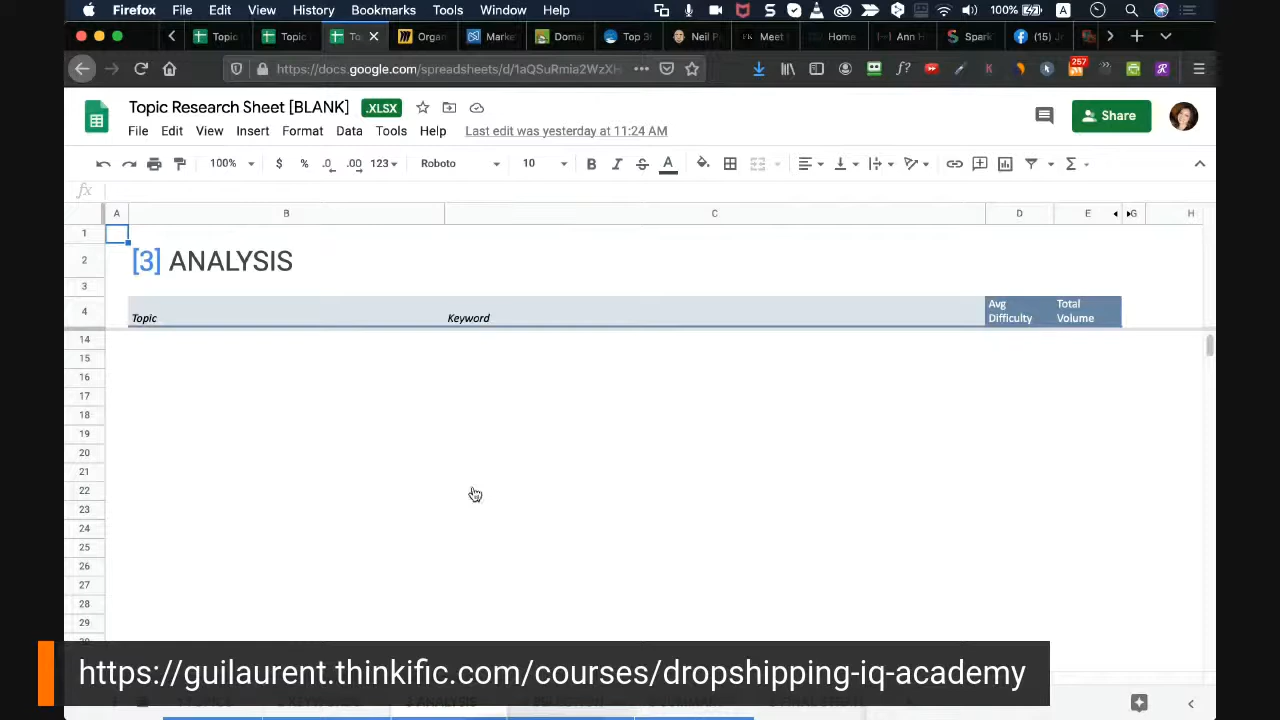 Firefox File Edit View History Bookmarks Tools Window Help 100%
Topic Topic To Organ Marke Domai Top 3 Neil P Meet Home Ann H Spark (15)
https://docs.google.com/spreadsheets/d/1aQSuRmia2WzXH 257
Topic Research Sheet [BLANK] .XLSX
Share
File Edit View Insert Format Data Tools Help Last edit was yesterday at 11:24 AM
100% $ % .0 .00 123 Roboto 10 B I S A Σ
fx
A B C D E G H
1
2 [3] ANALYSIS
3
Avg Total
4 Topic Keyword Difficulty Volume
14
15
16
17
18
19
20
21
22
23
24
25
26
27
28
29
https://guilaurent.thinkific.com/courses/dropshipping-iq-academy